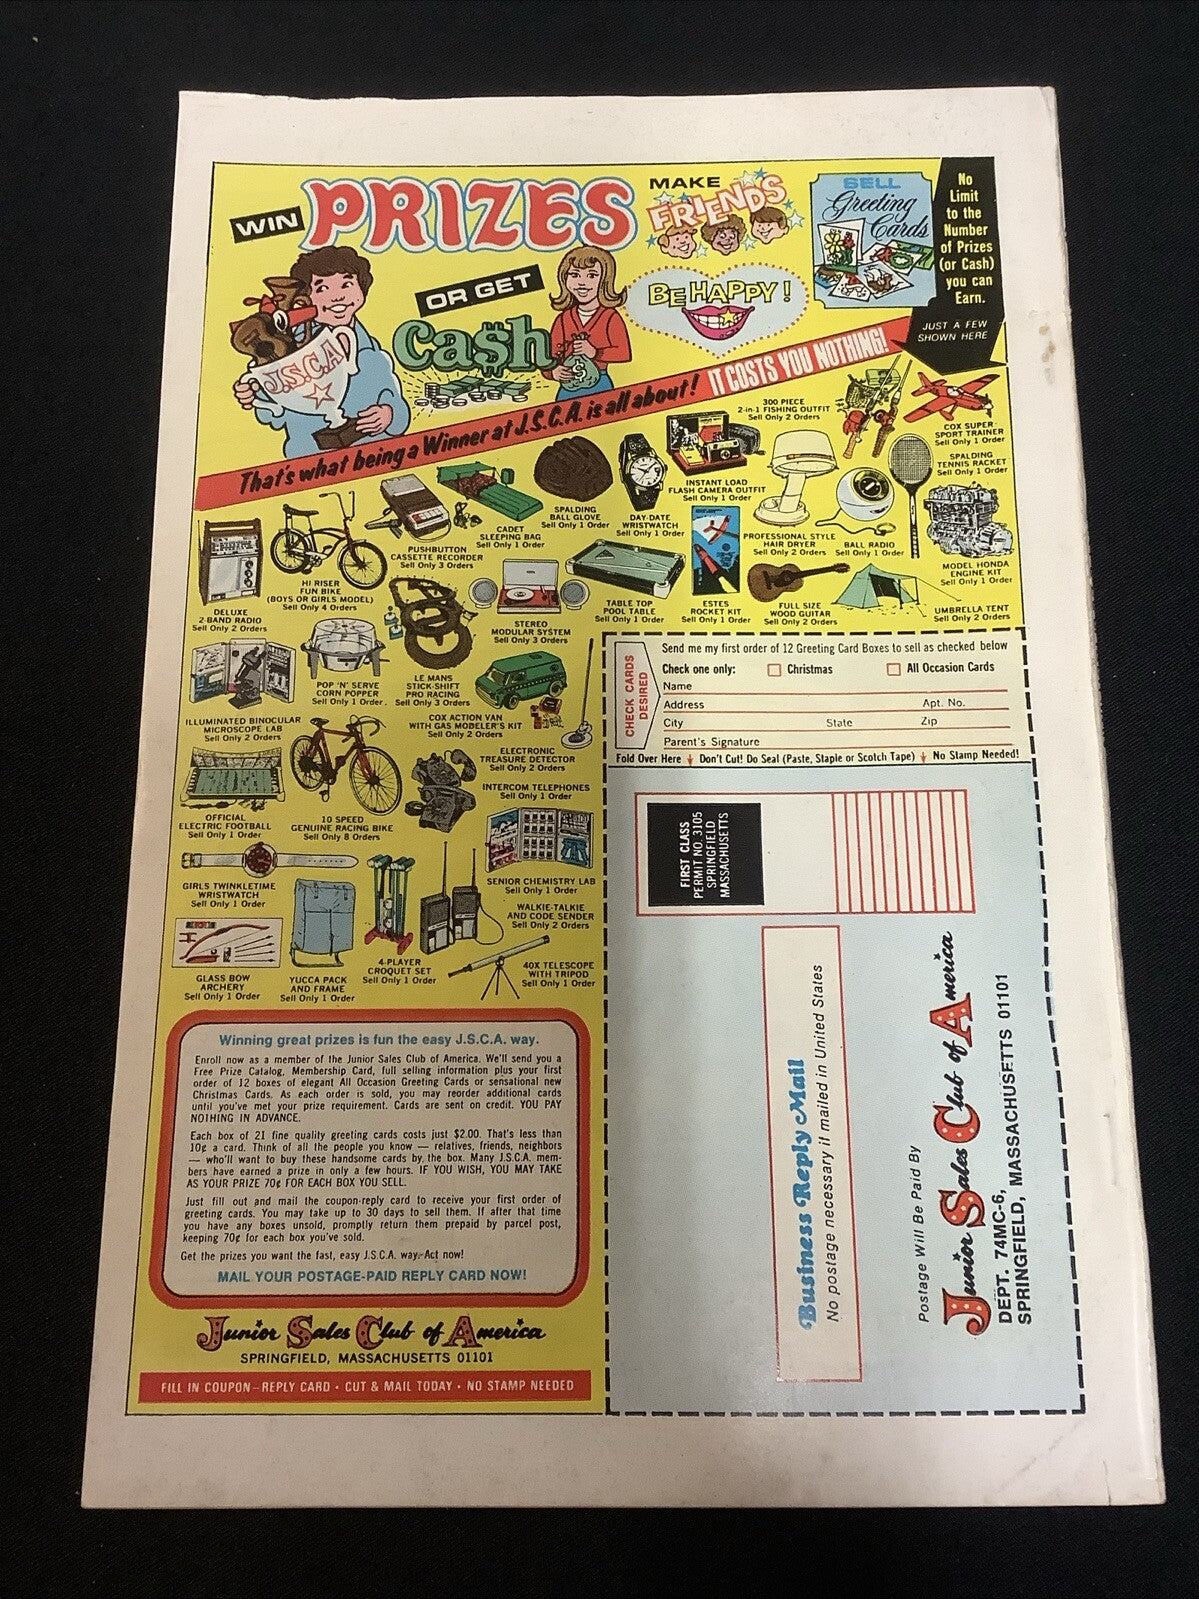 WIN PRIZES
MAKE
FRIENDS
SELL
Greeting
Cards
No
Limit
to the
Number
of Prizes
(or Cash)
you can
Earn.
JUST A FEW
SHOWN HERE
OR GET
Ca$h
BE HAPPY!
J.S.C.A.
$
That's what being a Winner at J.S.C.A. is all about! IT COSTS YOU NOTHING!
300 PIECE
2-in-1 FISHING OUTFIT
Sell Only 2 Orders
COX SUPER-
SPORT TRAINER
Sell Only 1 Order
SPALDING
TENNIS RACKET
Sell Only 1 Order
INSTANT LOAD
FLASH CAMERA OUTFIT
Sell Only 1 Order
SPALDING
BALL GLOVE
Sell Only 1 Order
DAY-DATE
WRISTWATCH
Sell Only 1 Order
CADET
SLEEPING BAG
Sell Only 1 Order
PROFESSIONAL STYLE
HAIR DRYER
Sell Only 2 Orders
BALL RADIO
Sell Only 1 Order
PUSHBUTTON
CASSETTE RECORDER
Sell Only 3 Orders
MODEL HONDA
ENGINE KIT
Sell Only 1 Order
HI RISER
FUN BIKE
(BOYS OR GIRLS MODEL)
Sell Only 4 Orders
DELUXE
2-BAND RADIO
Sell Only 2 Orders
TABLE TOP
POOL TABLE
Sell Only 1 Order
ESTES
ROCKET KIT
Sell Only 1 Order
FULL SIZE
WOOD GUITAR
Sell Only 2 Orders
UMBRELLA TENT
Sell Only 2 Orders
STEREO
MODULAR SYSTEM
Sell Only 3 Orders
POP 'N' SERVE
CORN POPPER
Sell Only 1 Order.
LE MANS
STICK-SHIFT
PRO RACING
Sell Only 3 Orders
ILLUMINATED BINOCULAR
MICROSCOPE LAB
Sell Only 2 Orders
COX ACTION VAN
WITH GAS MODELER'S KIT
Sell Only 2 Orders
ELECTRONIC
TREASURE DETECTOR
Sell Only 2 Orders
INTERCOM TELEPHONES
Sell Only 1 Order
OFFICIAL
ELECTRIC FOOTBALL
Sell Only 1 Order
10 SPEED
GENUINE RACING BIKE
Sell Only 8 Orders
SENIOR CHEMISTRY LAB
Sell Only 1 Order
GIRLS TWINKLETIME
WRISTWATCH
Sell Only 1 Order
WALKIE-TALKIE
AND CODE SENDER
Sell Only 2 Orders
GLASS BOW
ARCHERY
Sell Only 1 Order
YUCCA PACK
AND FRAME
Sell Only 1 Order
4-PLAYER
CROQUET SET
Sell Only 1 Order
40X TELESCOPE
WITH TRIPOD
Sell Only 1 Order
Winning great prizes is fun the easy J.S.C.A. way.
Enroll now as a member of the Junior Sales Club of America. We'll send you a
Free Prize Catalog, Membership Card, full selling information plus your first
order of 12 boxes of elegant All Occasion Greeting Cards or sensational new
Christmas Cards. As each order is sold, you may reorder additional cards
until you've met your prize requirement. Cards are sent on credit. YOU PAY
NOTHING IN ADVANCE.
Each box of 21 fine quality greeting cards costs just $2.00. That's less than
10¢ a card. Think of all the people you know — relatives, friends, neighbors
— who'll want to buy these handsome cards by the box. Many J.S.C.A. mem-
bers have earned a prize in only a few hours. IF YOU WISH, YOU MAY TAKE
AS YOUR PRIZE 70¢ FOR EACH BOX YOU SELL.
Just fill out and mail the coupon-reply card to receive your first order of
greeting cards. You may take up to 30 days to sell them. If after that time
you have any boxes unsold, promptly return them prepaid by parcel post,
keeping 70¢ for each box you've sold.
Get the prizes you want the fast, easy J.S.C.A. way. Act now!
MAIL YOUR POSTAGE-PAID REPLY CARD NOW!
Junior Sales Club of America
SPRINGFIELD, MASSACHUSETTS 01101
FILL IN COUPON-REPLY CARD • CUT & MAIL TODAY • NO STAMP NEEDED
CHECK CARDS
DESIRED
Send me my first order of 12 Greeting Card Boxes to sell as checked below
Check one only: Christmas All Occasion Cards
Name
Address Apt. No.
City State Zip
Parent's Signature
Fold Over Here Don't Cut! Do Seal (Paste, Staple or Scotch Tape) No Stamp Needed!
FIRST CLASS
PERMIT NO. 3105
SPRINGFIELD
MASSACHUSETTS
Business Reply Mail
No postage necessary if mailed in United States
Postage Will Be Paid By
Junior Sales Club of America
DEPT. 74MC-6,
SPRINGFIELD, MASSACHUSETTS 01101